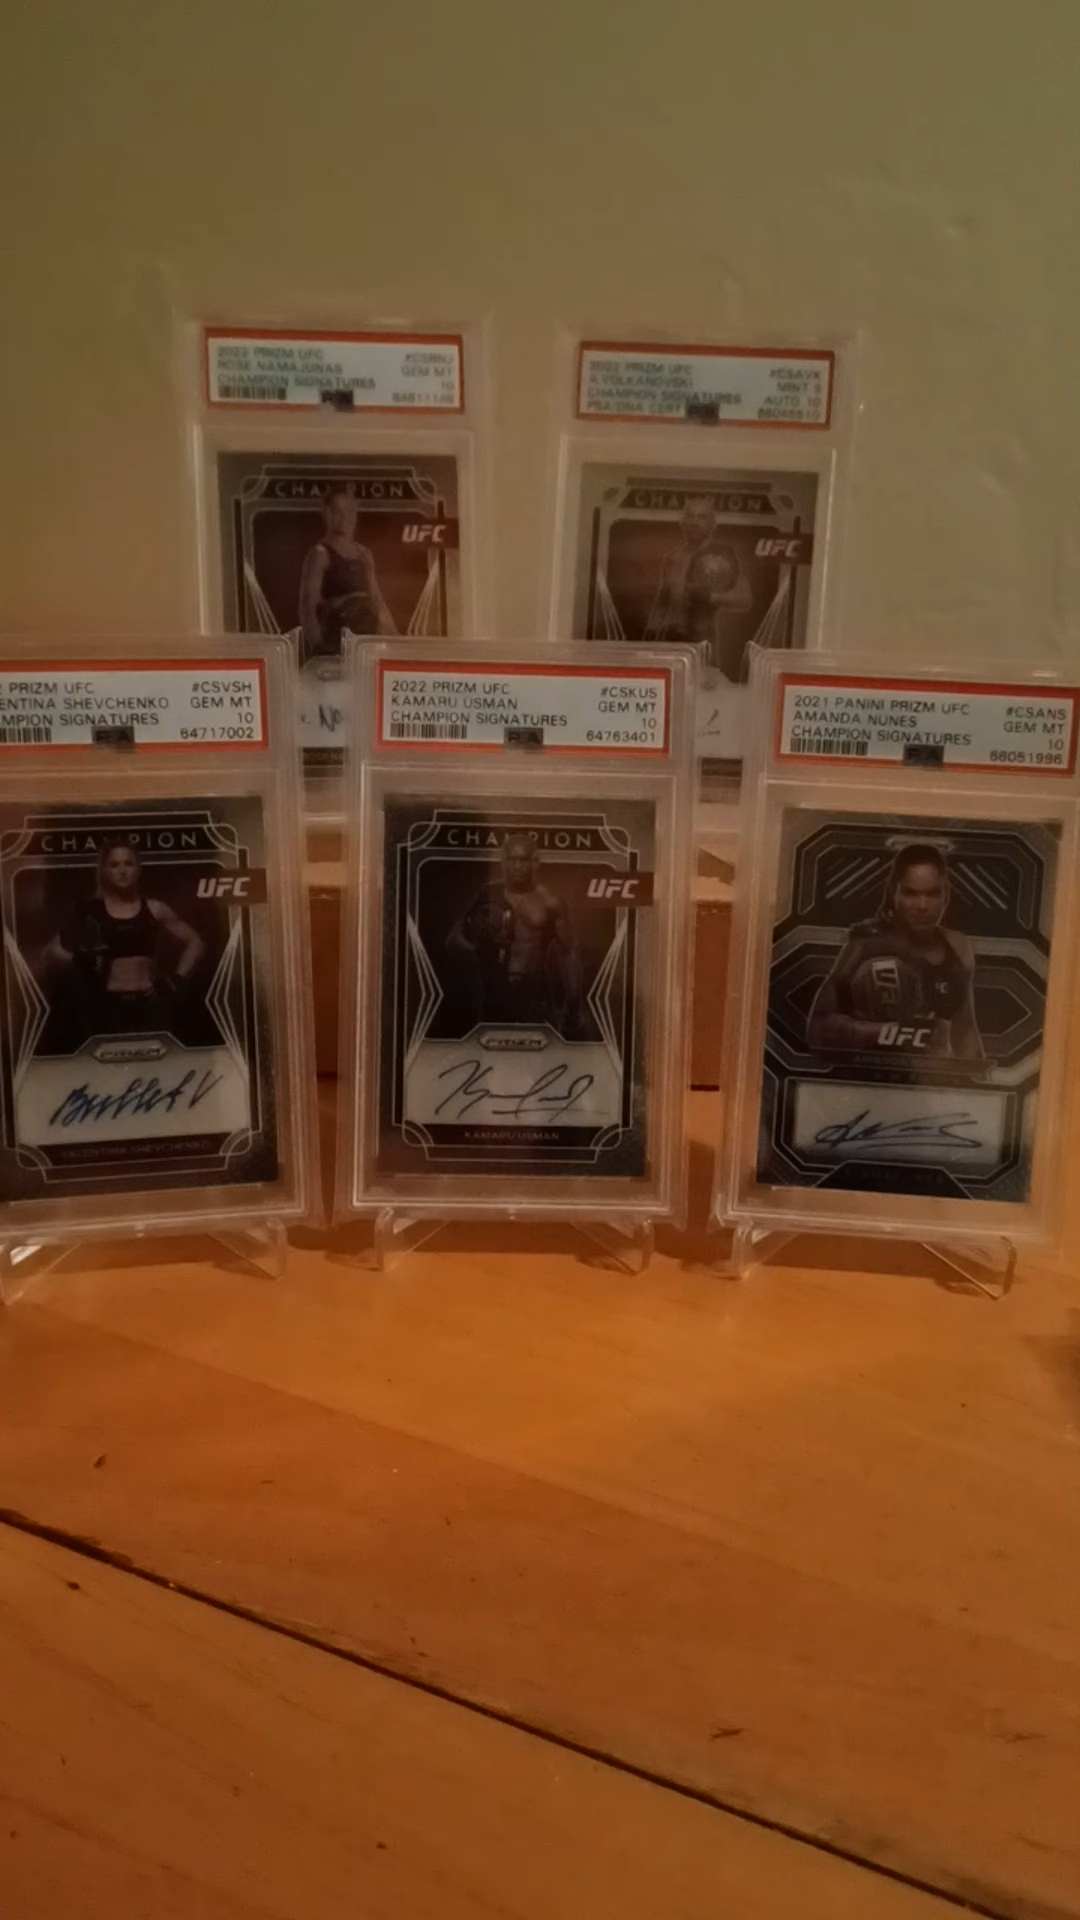 2022 PRIZM UFC #CSRNJ
ROSE NAMAJUNAS GEM MT
CHAMPION SIGNATURES 10
CHAMPION
UFC
2022 PRIZM UFC #CSAVK
A.VOLKANOVSKI MINT 9
CHAMPION SIGNATURES AUTO 10
PSA/DNA CERT
CHAMPION
UFC
PRIZM UFC #CSVSH
ENTINA SHEVCHENKO GEM MT
MPION SIGNATURES 10
64717002
CHAMPION
UFC
PRIZM
VALENTINA SHEVCHENKO
2022 PRIZM UFC #CSKUS
KAMARU USMAN GEM MT
CHAMPION SIGNATURES 10
64763401
CHAMPION
UFC
PRIZM
KAMARU USMAN
2021 PANINI PRIZM UFC #CSANS
AMANDA NUNES GEM MT
CHAMPION SIGNATURES 10
66051996
UFC
UFC